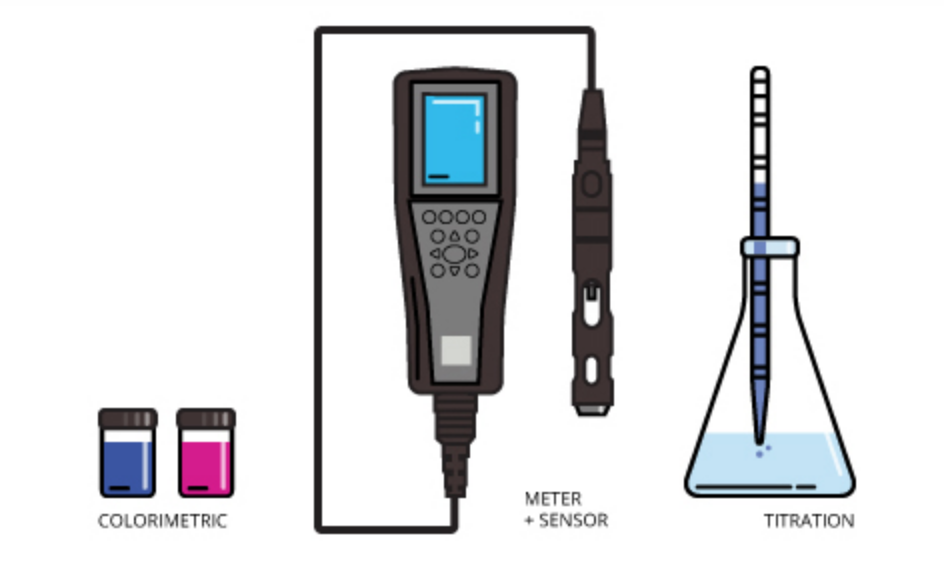 COLORIMETRIC
METER
+ SENSOR
TITRATION